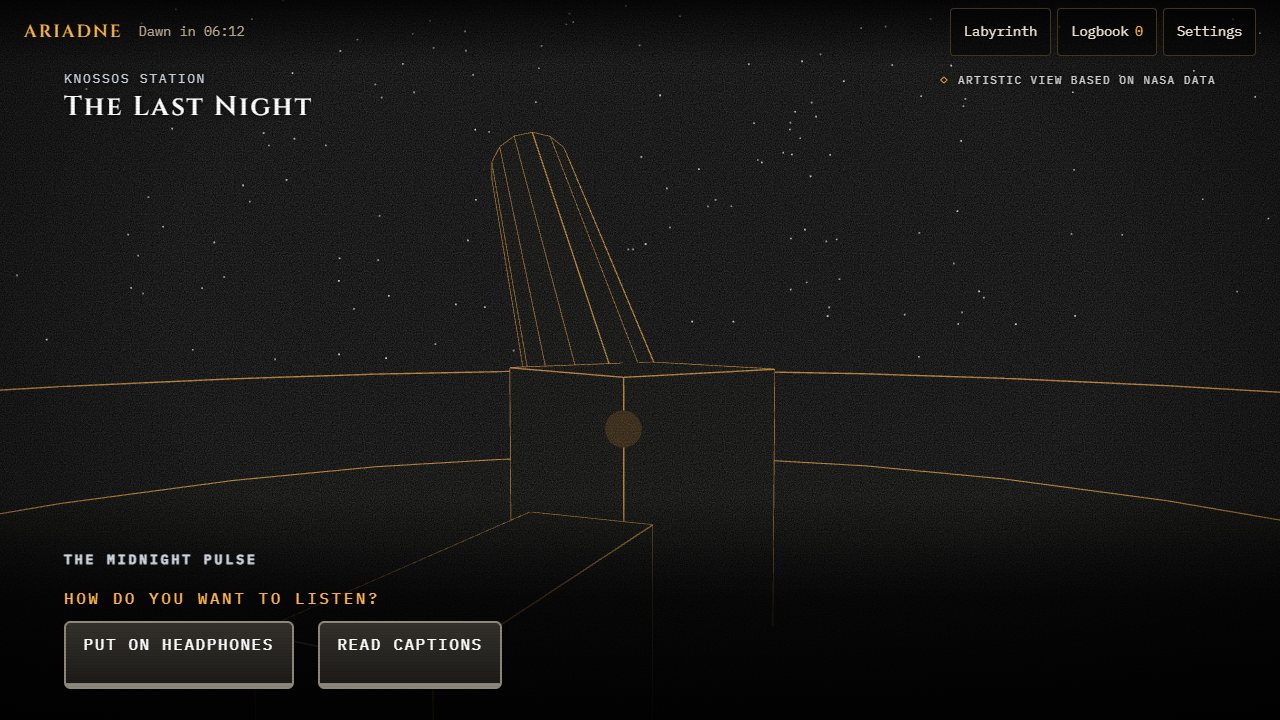 ARIADNE Dawn in 06:12
Labyrinth Logbook 0 Settings
KNOSSOS STATION
The Last Night
◇ ARTISTIC VIEW BASED ON NASA DATA
THE MIDNIGHT PULSE
HOW DO YOU WANT TO LISTEN?
PUT ON HEADPHONES READ CAPTIONS